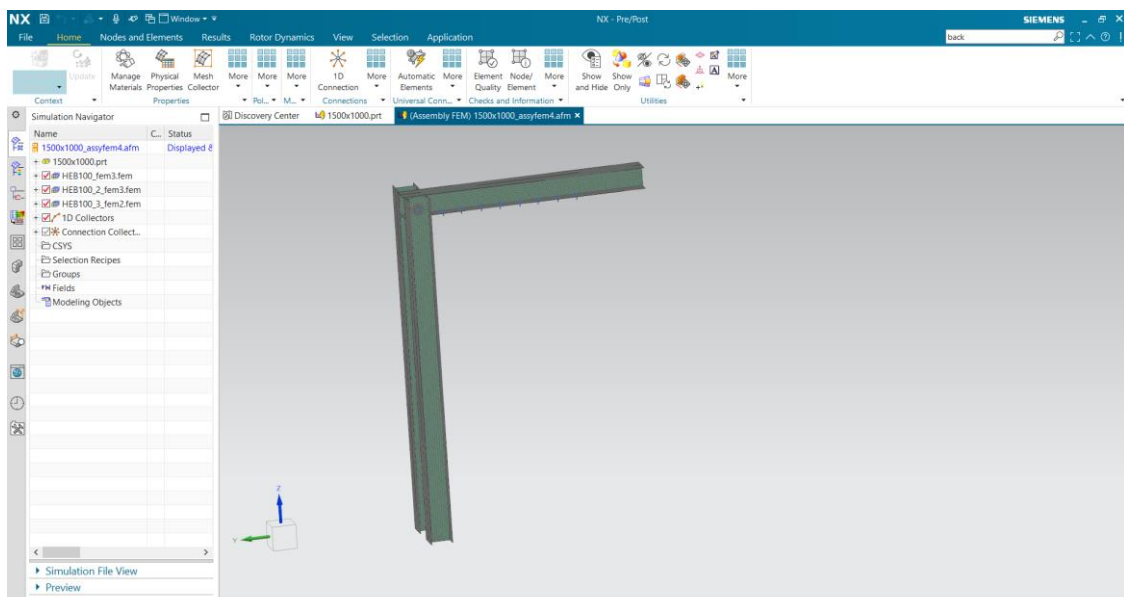 NX Window NX - Pre/Post SIEMENS
File Home Nodes and Elements Results Rotor Dynamics View Selection Application back
Update Manage Materials Physical Properties Mesh Collector More More More 1D Connection More Automatic Elements More Element Quality Node/Element More Show and Hide Show Only More
Context Properties Pol... M... Connections Universal Conn... Checks and Information Utilities
Simulation Navigator Discovery Center 1500x1000.prt (Assembly FEM) 1500x1000_assyfem4.afm
Name C... Status
1500x1000_assyfem4.afm Displayed &
1500x1000.prt
HEB100_fem3.fem
HEB100_2_fem3.fem
HEB100_3_fem2.fem
1D Collectors
Connection Collect...
CSYS
Selection Recipes
Groups
Fields
Modeling Objects
Z
Y
Simulation File View
Preview